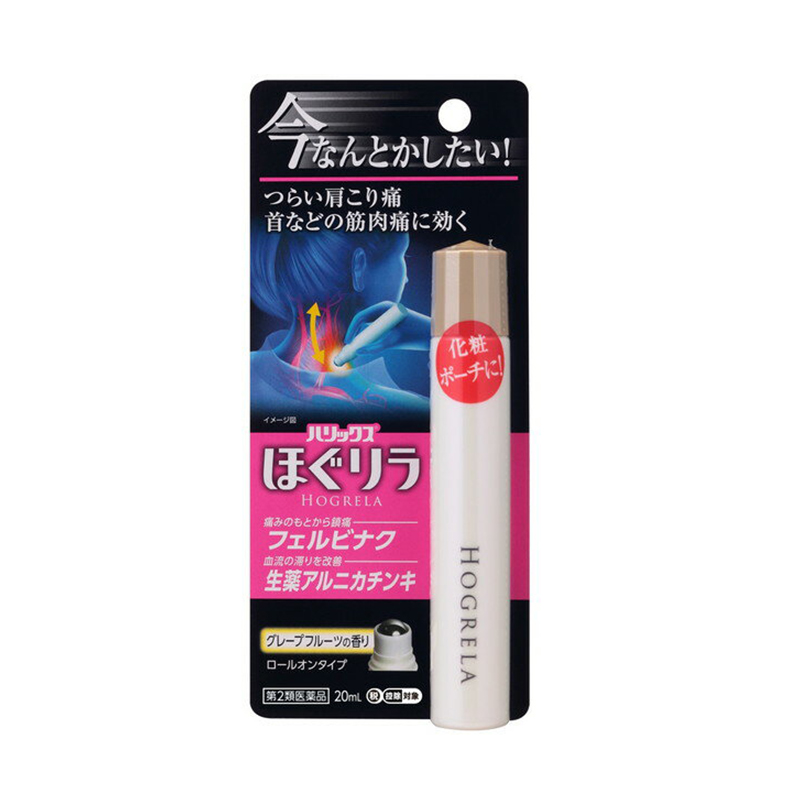 今なんとかしたい!
つらい肩こり痛
首などの筋肉痛に効く
化粧
ポーチに!
イメージ図
ハリックス
ほぐリラ
HOGRELA
痛みのもとから鎮痛
フェルビナク
血流の滞りを改善
生薬アルニカチンキ
グレープフルーツの香り
ロールオンタイプ
第2類医薬品 20mL 税 控除 対象
HOGRELA